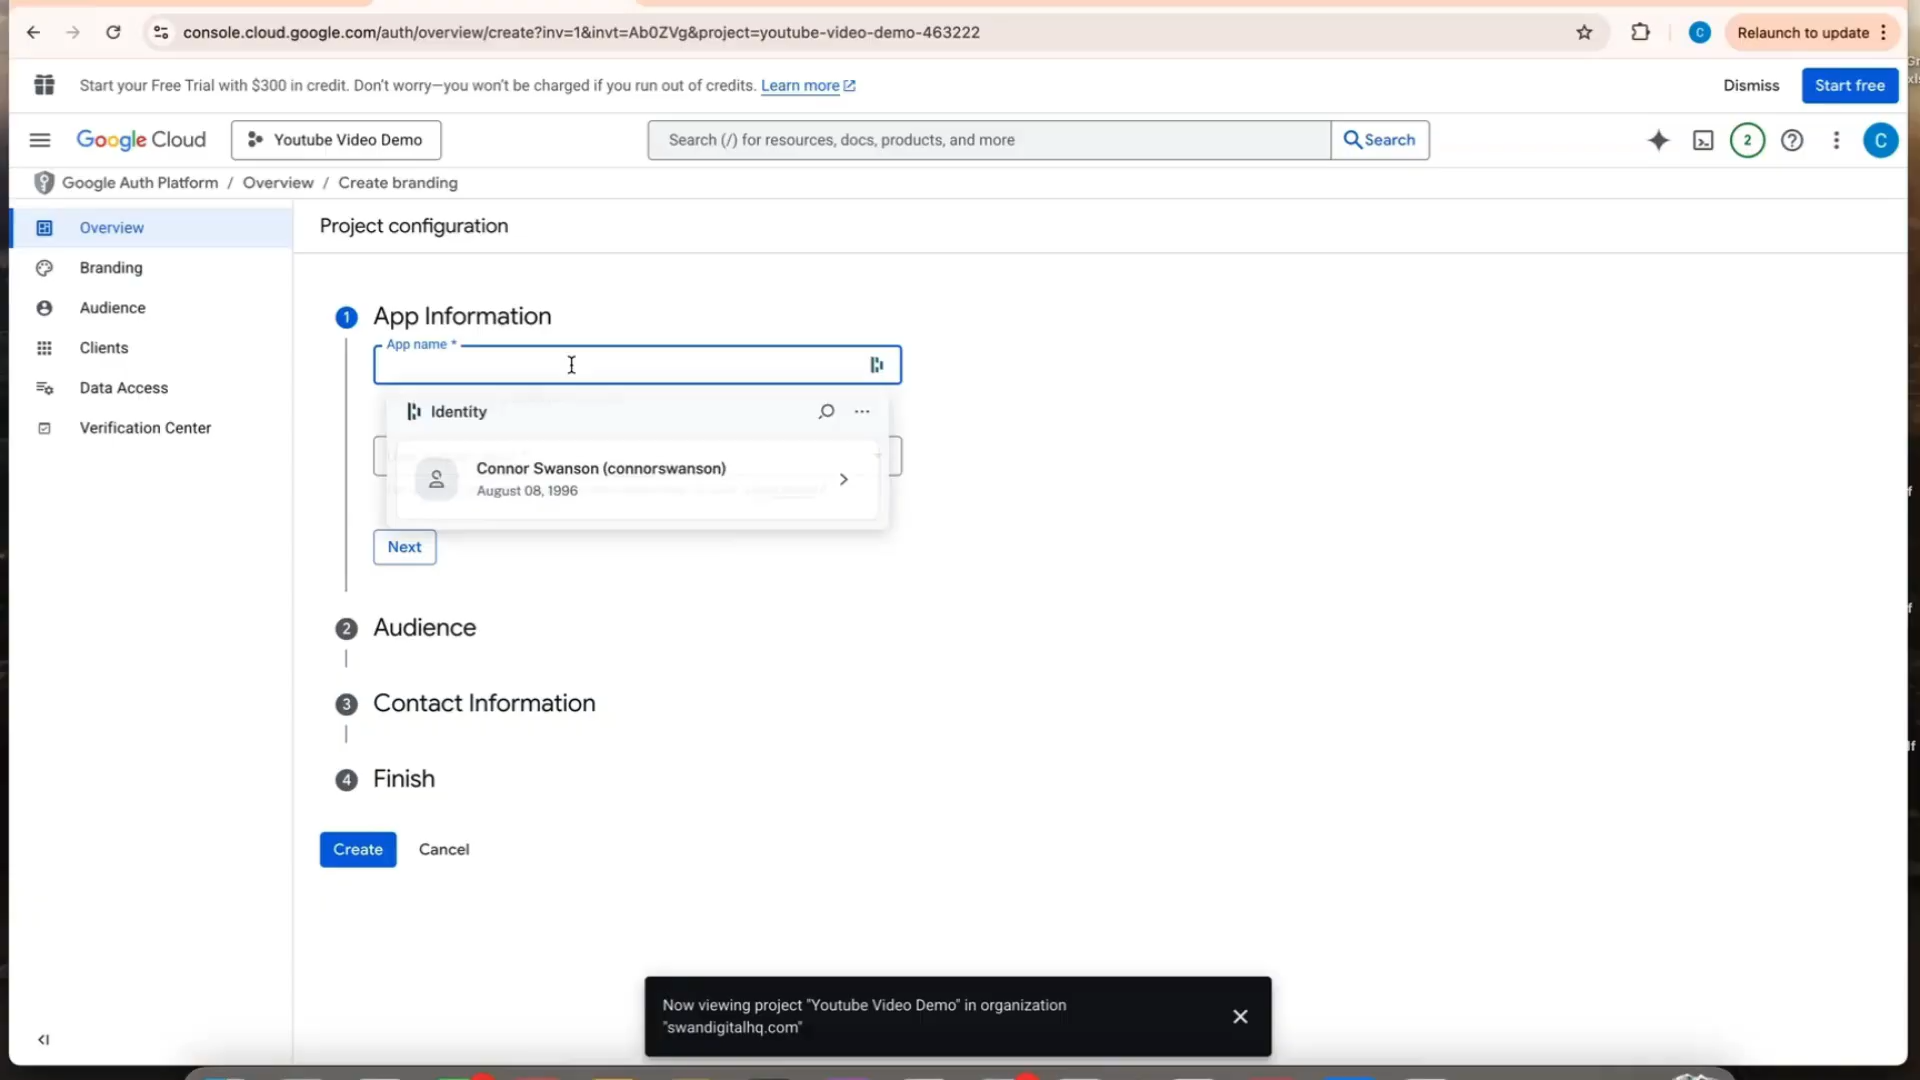 console.cloud.google.com/auth/overview/create?inv=1&invt=Ab0ZVg&project=youtube-video-demo-463222
C
Relaunch to update
Start your Free Trial with $300 in credit. Don't worry—you won't be charged if you run out of credits. Learn more
Dismiss
Start free
Google Cloud
Youtube Video Demo
Search (/) for resources, docs, products, and more
Search
2
C
Google Auth Platform / Overview / Create branding
Overview
Branding
Audience
Clients
Data Access
Verification Center
Project configuration
1 App Information
App name *
Identity
Connor Swanson (connorswanson)
August 08, 1996
Next
2 Audience
3 Contact Information
4 Finish
Create
Cancel
Now viewing project "Youtube Video Demo" in organization
"swandigitalhq.com"